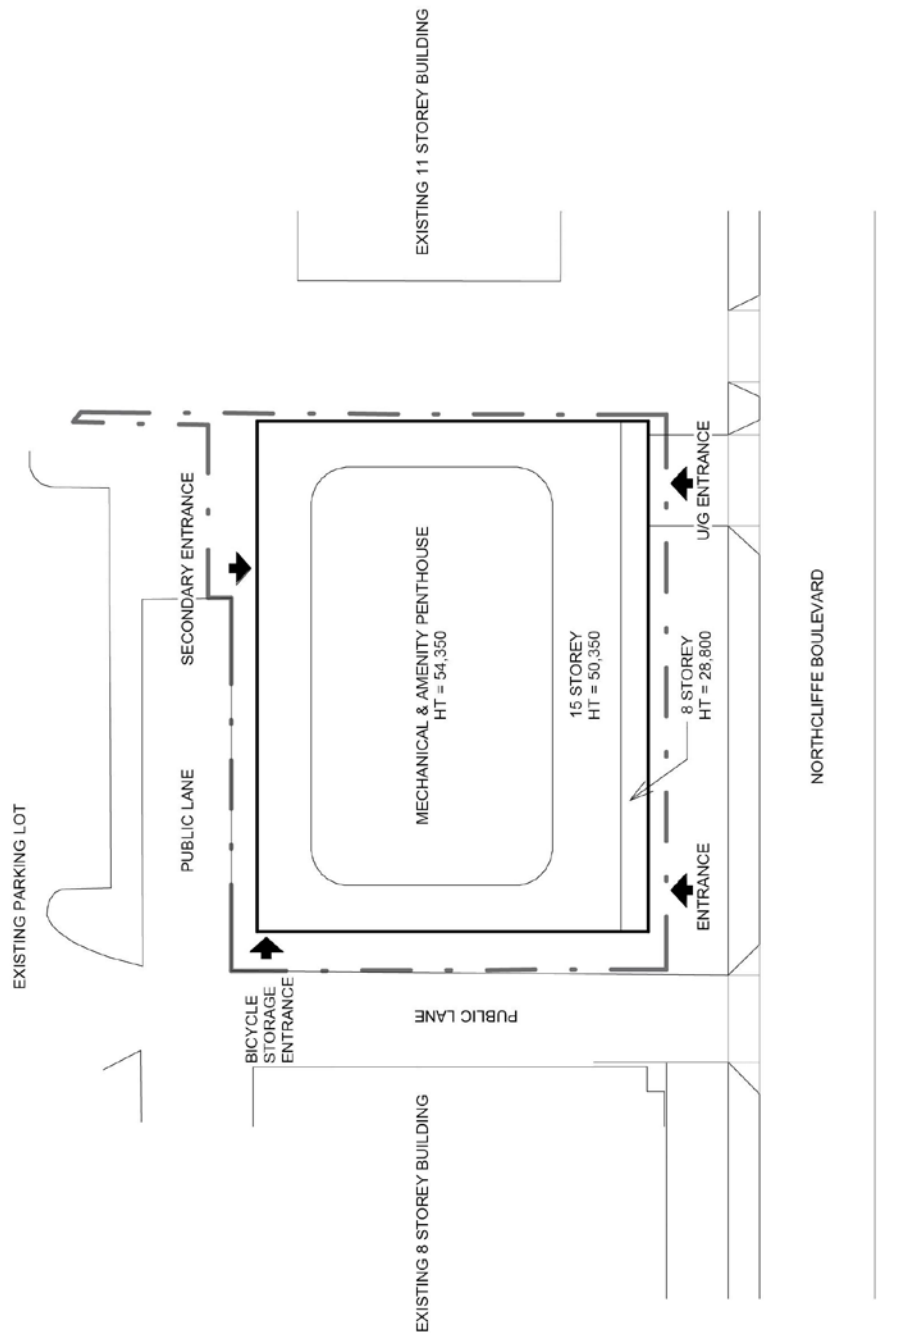 EXISTING PARKING LOT
PUBLIC LANE
SECONDARY ENTRANCE
BICYCLE
STORAGE
ENTRANCE
PUBLIC LANE
EXISTING 8 STOREY BUILDING
MECHANICAL & AMENITY PENTHOUSE
HT = 54,350
EXISTING 11 STOREY BUILDING
15 STOREY
HT = 50,350
8 STOREY
HT = 28,800
ENTRANCE
U/G ENTRANCE
NORTHCLIFFE BOULEVARD